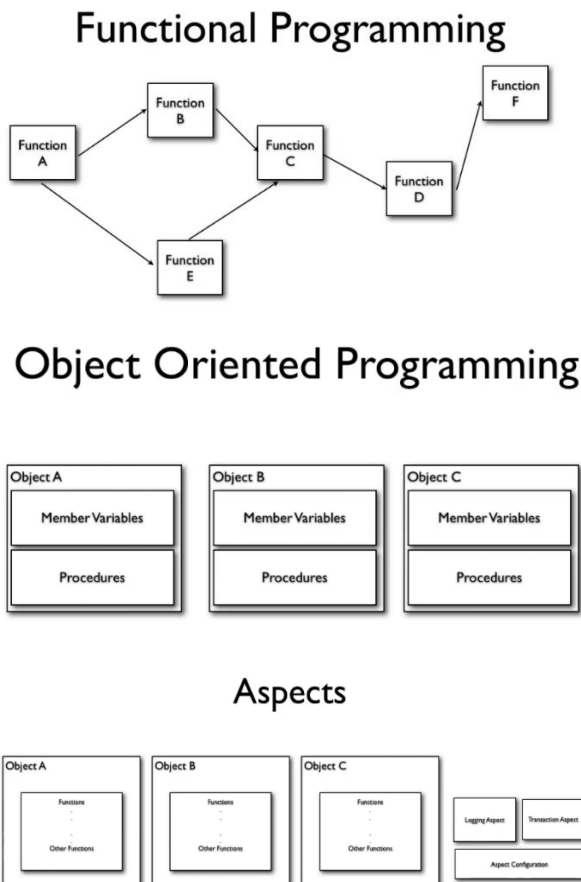 Functional Programming
Function
F
Function
B
Function
A
Function
C
Function
D
Function
E
Object Oriented Programming
Object A
Member Variables
Procedures
Object B
Member Variables
Procedures
Object C
Member Variables
Procedures
Aspects
Object A
Functions
.
.
.
Other Functions
Object B
Functions
.
.
.
Other Functions
Object C
Functions
.
.
.
Other Functions
Logging Aspect
Transaction Aspect
Aspect Configuration